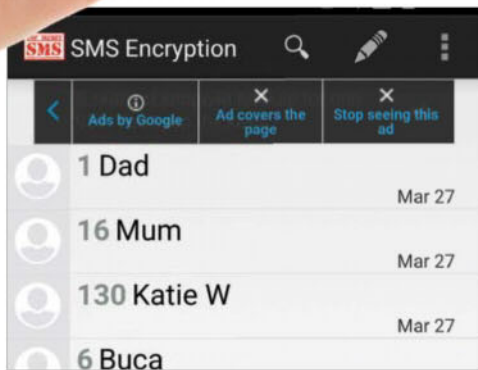 SMS
SMS Encryption
Ads by Google
Ad covers the page
Stop seeing this ad
1 Dad
Mar 27
16 Mum
Mar 27
130 Katie W
Mar 27
6 Buca